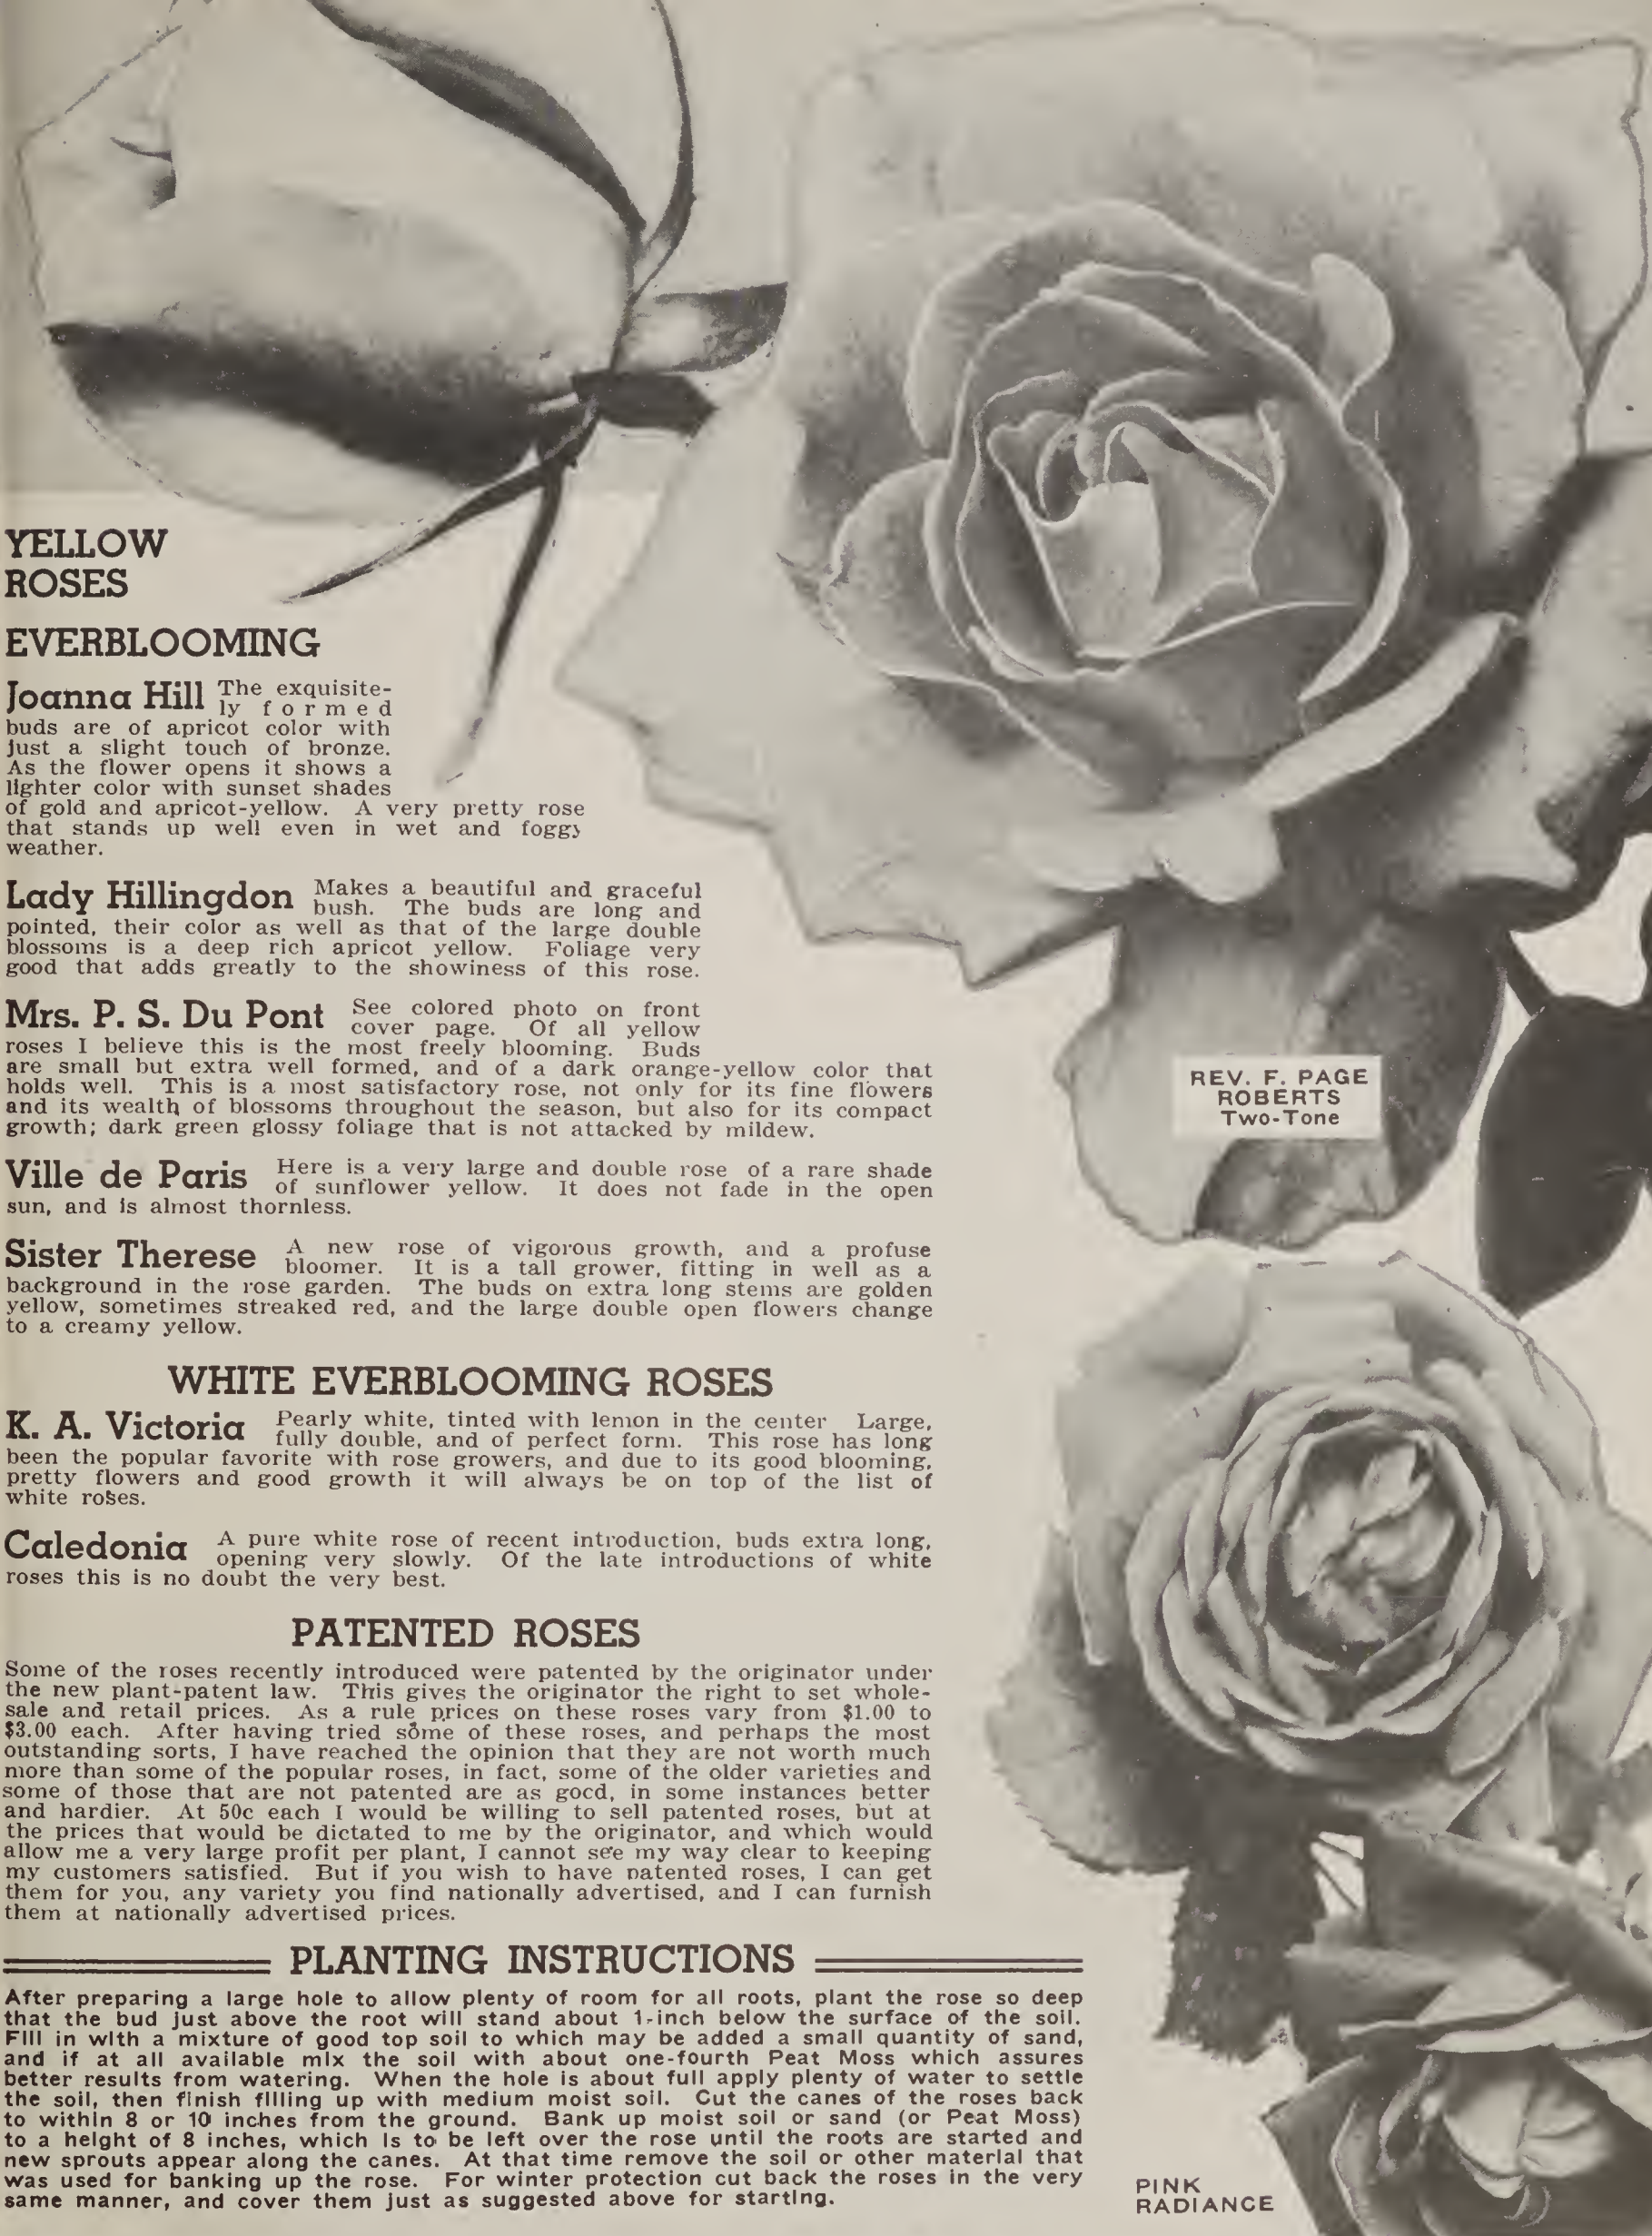 YELLOW
ROSES
EVERBLOOMING
Joanna Hill The exquisite-
ly formed
buds are of apricot color with
just a slight touch of bronze.
As the flower opens it shows a
lighter color with sunset shades
of gold and apricot-yellow. A very pretty rose
that stands up well even in wet and foggy
weather.
Lady Hillingdon Makes a beautiful and graceful
bush. The buds are long and
pointed, their color as well as that of the large double
blossoms is a deep rich apricot yellow. Foliage very
good that adds greatly to the showiness of this rose.
Mrs. P. S. Du Pont See colored photo on front
cover page. Of all yellow
roses I believe this is the most freely blooming. Buds
are small but extra well formed, and of a dark orange-yellow color that
holds well. This is a most satisfactory rose, not only for its fine flowers
and its wealth of blossoms throughout the season, but also for its compact
growth; dark green glossy foliage that is not attacked by mildew.
Ville de Paris Here is a very large and double rose of a rare shade
of sunflower yellow. It does not fade in the open
sun, and is almost thornless.
Sister Therese A new rose of vigorous growth, and a profuse
bloomer. It is a tall grower, fitting in well as a
background in the rose garden. The buds on extra long stems are golden
yellow, sometimes streaked red, and the large double open flowers change
to a creamy yellow.
WHITE EVERBLOOMING ROSES
K. A. Victoria Pearly white, tinted with lemon in the center Large,
fully double, and of perfect form. This rose has long
been the popular favorite with rose growers, and due to its good blooming,
pretty flowers and good growth it will always be on top of the list of
white roses.
Caledonia A pure white rose of recent introduction, buds extra long,
opening very slowly. Of the late introductions of white
roses this is no doubt the very best.
PATENTED ROSES
Some of the roses recently introduced were patented by the originator under
the new plant-patent law. This gives the originator the right to set whole-
sale and retail prices. As a rule prices on these roses vary from $1.00 to
$3.00 each. After having tried some of these roses, and perhaps the most
outstanding sorts, I have reached the opinion that they are not worth much
more than some of the popular roses, in fact, some of the older varieties and
some of those that are not patented are as good, in some instances better
and hardier. At 50c each I would be willing to sell patented roses, but at
the prices that would be dictated to me by the originator, and which would
allow me a very large profit per plant, I cannot see my way clear to keeping
my customers satisfied. But if you wish to have patented roses, I can get
them for you, any variety you find nationally advertised, and I can furnish
them at nationally advertised prices.
PLANTING INSTRUCTIONS
After preparing a large hole to allow plenty of room for all roots, plant the rose so deep
that the bud just above the root will stand about 1-inch below the surface of the soil.
Fill in with a mixture of good top soil to which may be added a small quantity of sand,
and if at all available mix the soil with about one-fourth Peat Moss which assures
better results from watering. When the hole is about full apply plenty of water to settle
the soil, then finish filling up with medium moist soil. Cut the canes of the roses back
to within 8 or 10 inches from the ground. Bank up moist soil or sand (or Peat Moss)
to a height of 8 inches, which is to be left over the rose until the roots are started and
new sprouts appear along the canes. At that time remove the soil or other material that
was used for banking up the rose. For winter protection cut back the roses in the very
same manner, and cover them just as suggested above for starting.
REV. F. PAGE
ROBERTS
Two-Tone
PINK
RADIANCE